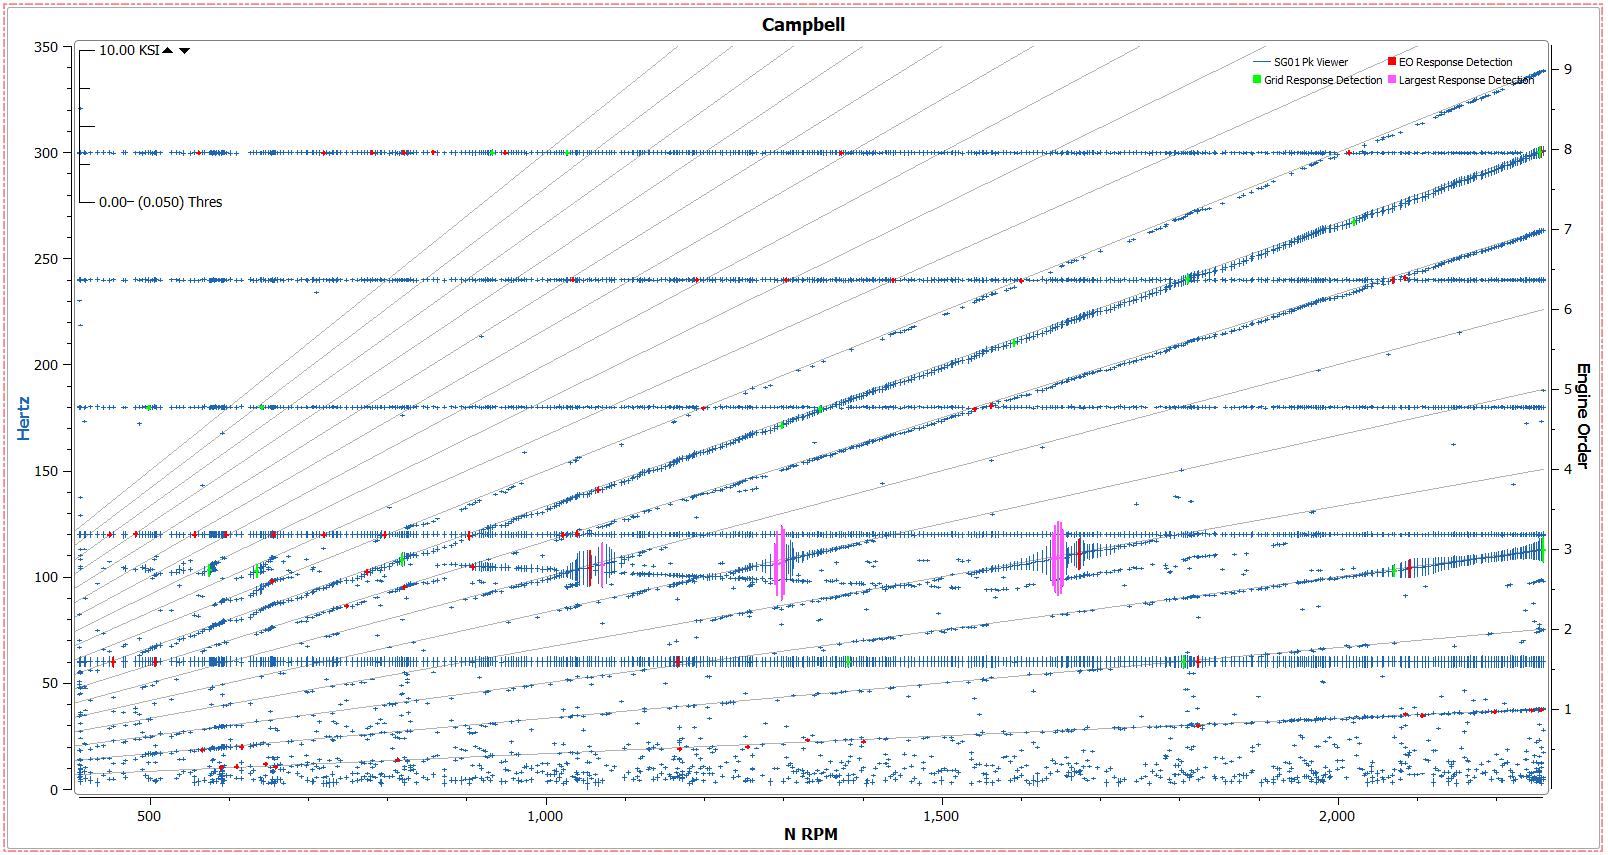 Campbell
350
10.00 KSI
SG01 Pk Viewer
EO Response Detection
Grid Response Detection
Largest Response Detection
9
300
8
0.00– (0.050) Thres
7
250
6
200
5
Hertz
Engine Order
150
4
3
100
2
50
1
0
500
1,000
1,500
2,000
N RPM